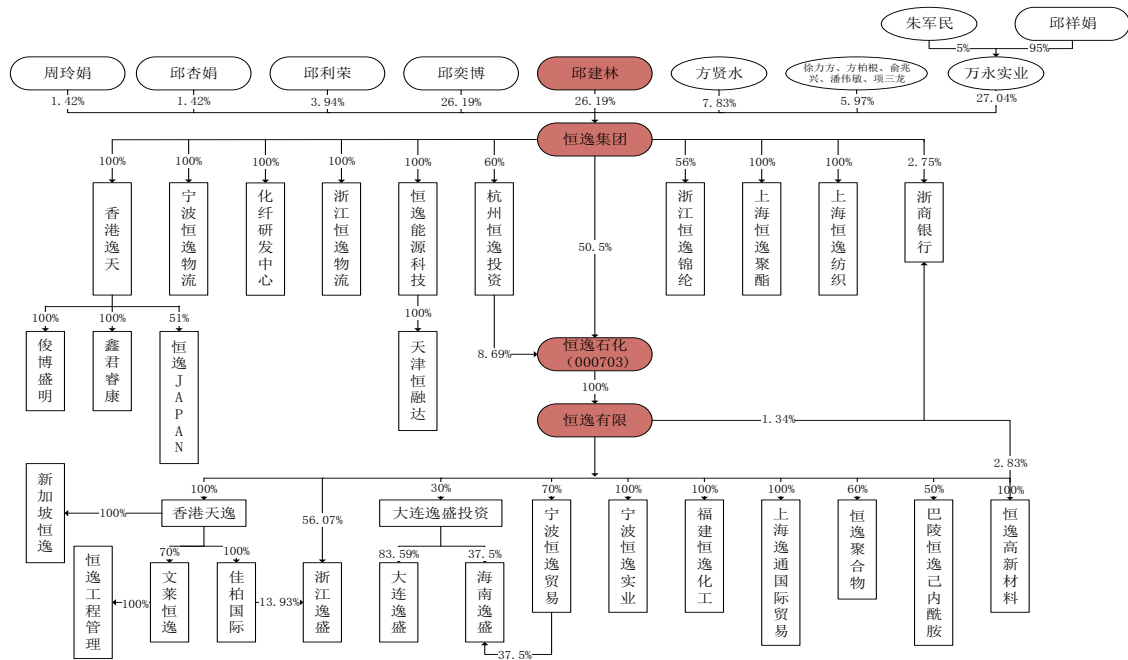 朱军民
邱祥娟
5%
95%
周玲娟
邱杏娟
邱利荣
邱奕博
邱建林
方贤水
徐力方、方柏根、俞兆
兴、潘伟敏、项三龙
万永实业
1.42%
1.42%
3.94%
26.19%
26.19%
7.83%
5.97%
27.04%
恒逸集团
100%
100%
100%
100%
100%
60%
56%
100%
100%
2.75%
香港逸天
宁波恒逸物流
化纤研发中心
浙江恒逸物流
恒逸能源科技
杭州恒逸投资
浙江恒逸锦纶
上海恒逸聚酯
上海恒逸纺织
浙商银行
50.5%
100%
100%
51%
100%
俊博盛明
鑫君睿康
恒逸JAPAN
天津恒融达
8.69%
恒逸石化
（000703）
100%
恒逸有限
1.34%
2.83%
新加坡恒逸
100%
30%
70%
100%
100%
100%
60%
50%
100%
100%
香港天逸
56.07%
大连逸盛投资
宁波恒逸贸易
宁波恒逸实业
福建恒逸化工
上海逸通国际贸易
恒逸聚合物
巴陵恒逸己内酰胺
恒逸高新材料
70%
100%
83.59%
37.5%
恒逸工程管理
100%
文莱恒逸
佳柏国际
13.93%
浙江逸盛
大连逸盛
海南逸盛
37.5%